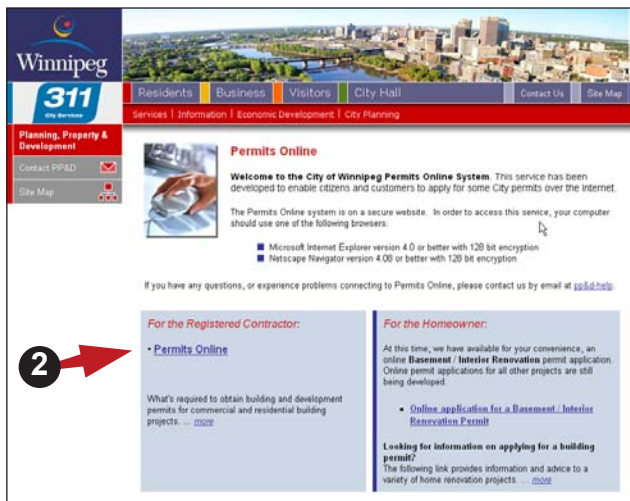 Winnipeg
311
City Services
Residents Business Visitors City Hall Contact Us Site Map
Services | Information | Economic Development | City Planning
Planning, Property &
Development
Contact PP&D
Site Map
Permits Online
Welcome to the City of Winnipeg Permits Online System. This service has been
developed to enable citizens and customers to apply for some City permits over the Internet.
The Permits Online system is on a secure website. In order to access this service, your computer
should use one of the following browsers:
Microsoft Internet Explorer version 4.0 or better with 128 bit encryption
Netscape Navigator version 4.08 or better with 128 bit encryption
If you have any questions, or experience problems connecting to Permits Online, please contact us by email at pp&d-help.
For the Registered Contractor:
• Permits Online
What's required to obtain building and development
permits for commercial and residential building
projects. ... more
2
For the Homeowner:
At this time, we have available for your convenience, an
online Basement / Interior Renovation permit application.
Online permit applications for all other projects are still
being developed.
• Online application for a Basement / Interior
Renovation Permit
Looking for information on applying for a building
permit?
The following link provides information and advice to a
variety of home renovation projects. ... more